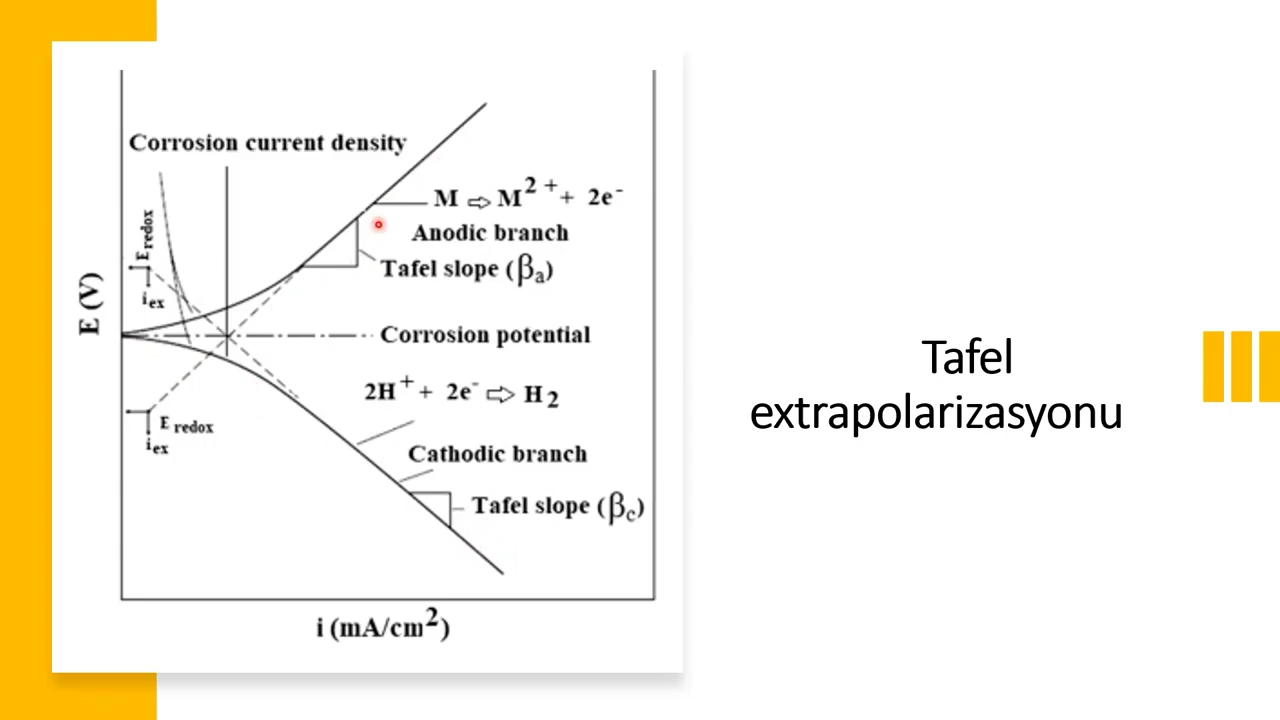 Corrosion current density
M ⇨ M2+ + 2e-
Anodic branch
Tafel slope (βa)
Eredox
iex
E (V)
Corrosion potential
2H+ + 2e- ⇨ H2
E redox
iex
Cathodic branch
Tafel slope (βc)
i (mA/cm2)
Tafel
extrapolarizasyonu